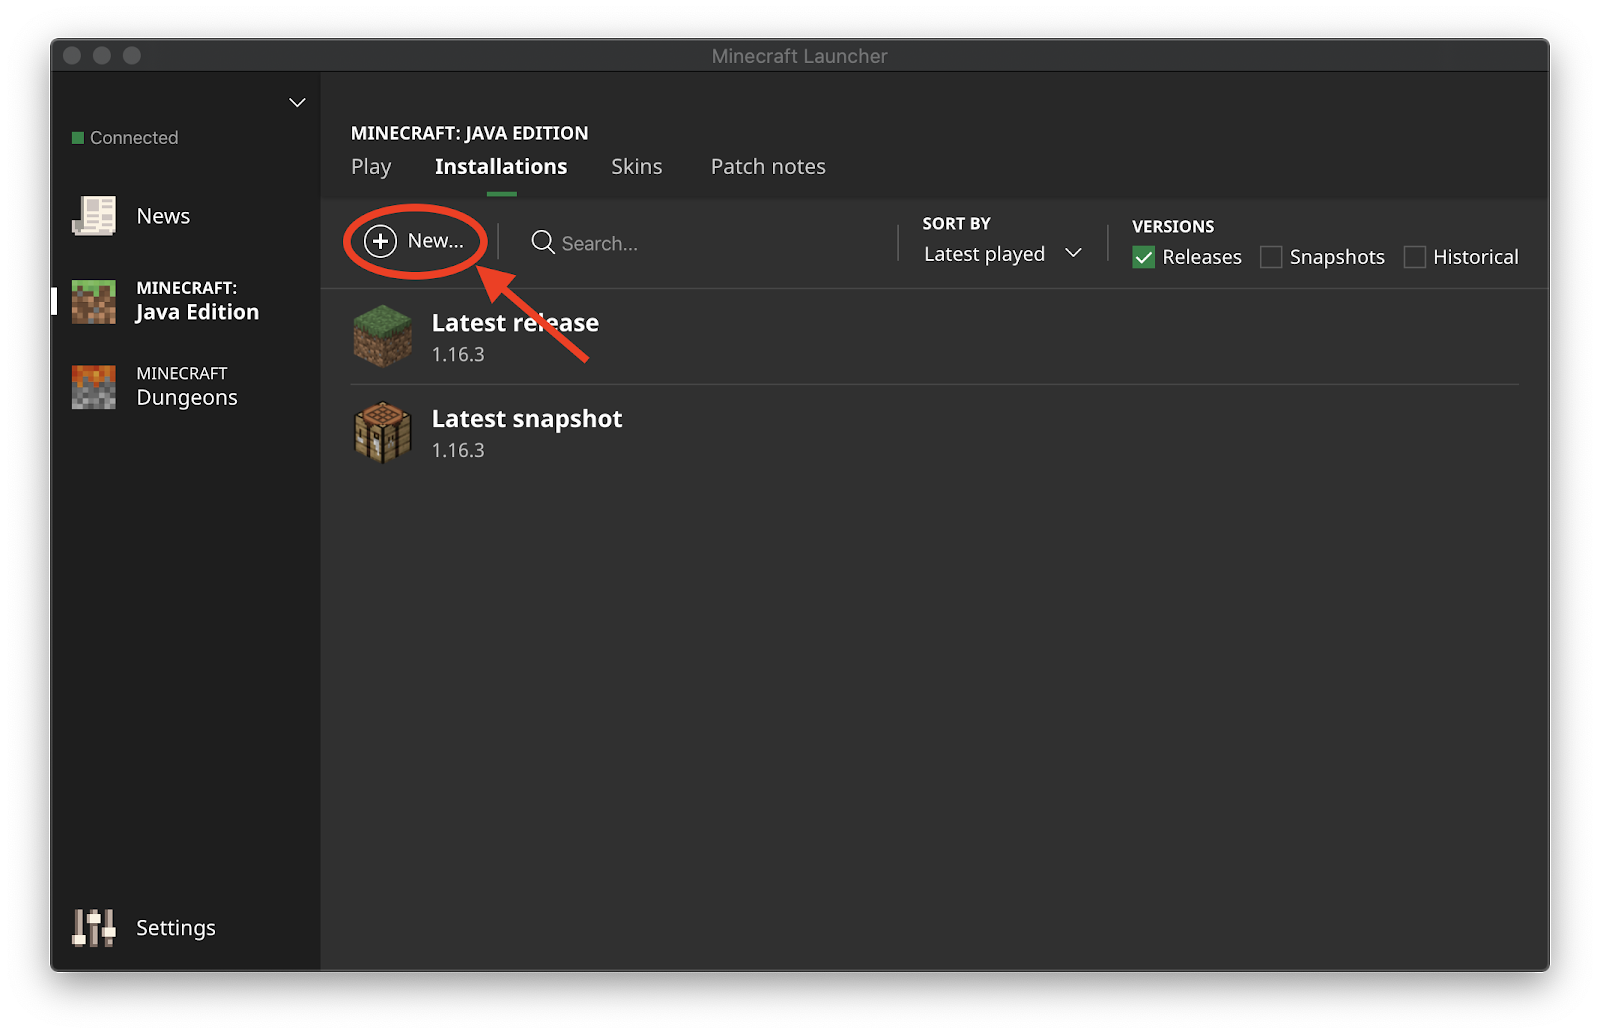 Minecraft Launcher
Connected
News
MINECRAFT:
Java Edition
MINECRAFT
Dungeons
Settings
MINECRAFT: JAVA EDITION
Play Installations Skins Patch notes
New... Search...
SORT BY
Latest played
VERSIONS
Releases Snapshots Historical
Latest release
1.16.3
Latest snapshot
1.16.3